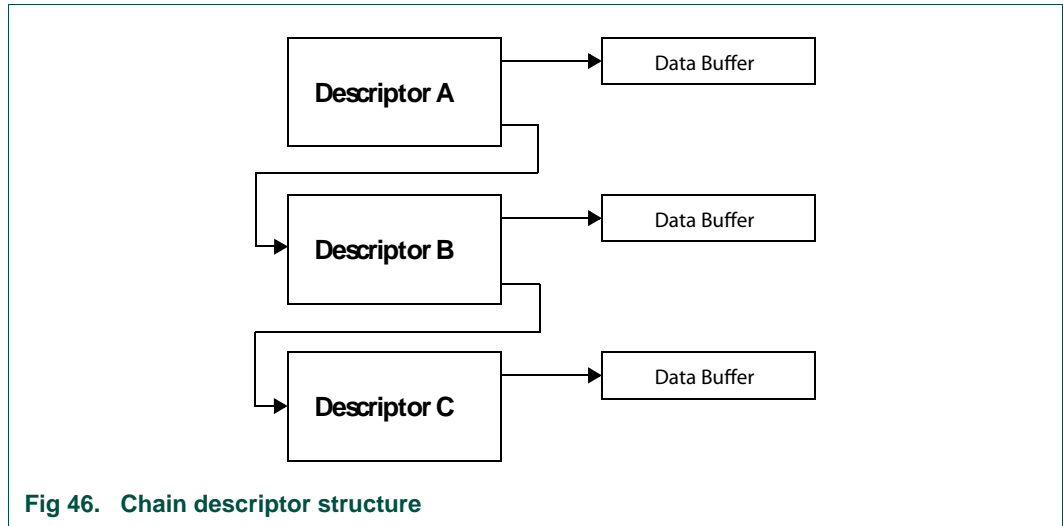 Descriptor A
Data Buffer
Descriptor B
Data Buffer
Descriptor C
Data Buffer
Fig 46. Chain descriptor structure